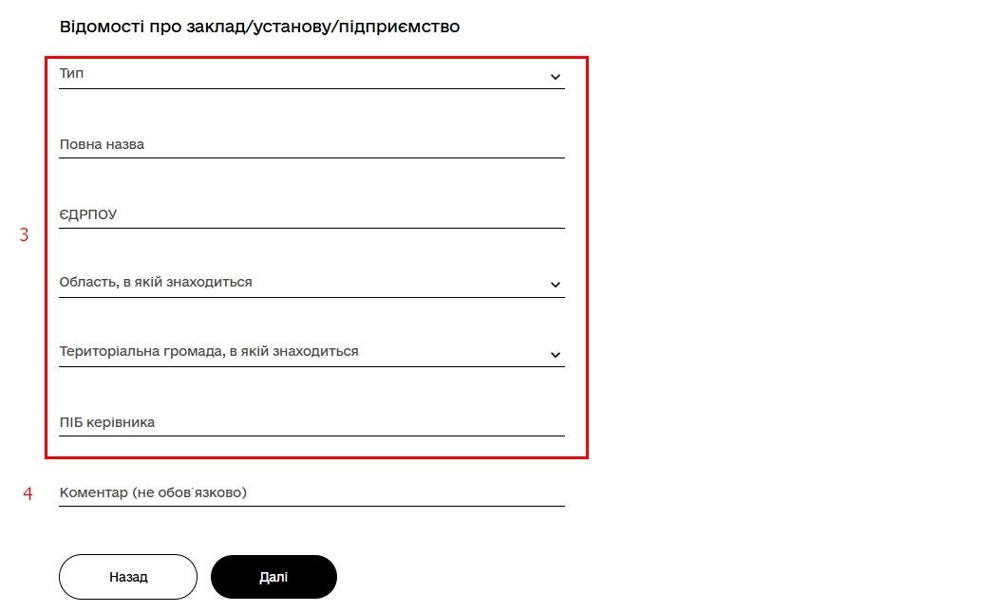 Відомості про заклад/установу/підприємство
Тип
Повна назва
ЄДРПОУ
3
Область, в якій знаходиться
Територіальна громада, в якій знаходиться
ПІБ керівника
4 Коментар (не обов`язково)
Назад Далі